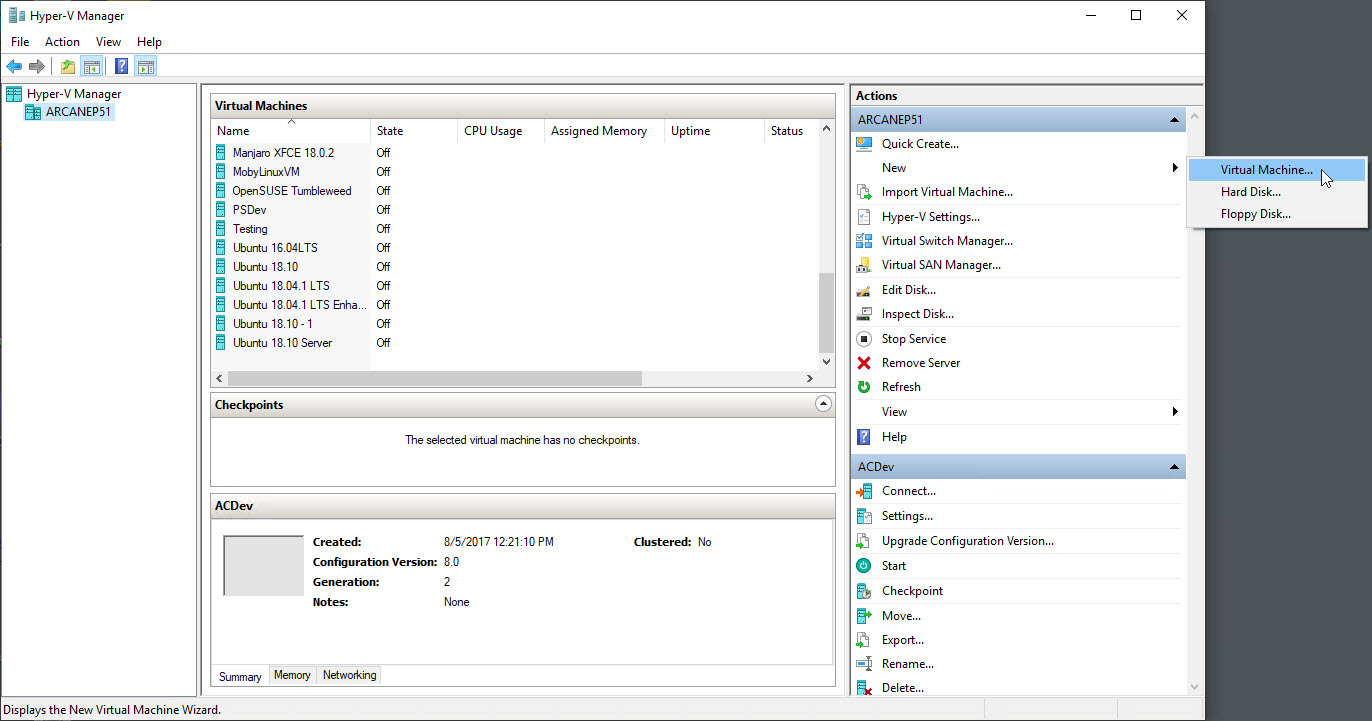 Hyper-V Manager
File Action View Help
Hyper-V Manager
ARCANEP51
Virtual Machines
Name State CPU Usage Assigned Memory Uptime Status
Manjaro XFCE 18.0.2 Off
MobyLinuxVM Off
OpenSUSE Tumbleweed Off
PSDev Off
Testing Off
Ubuntu 16.04LTS Off
Ubuntu 18.10 Off
Ubuntu 18.04.1 LTS Off
Ubuntu 18.04.1 LTS Enha... Off
Ubuntu 18.10 - 1 Off
Ubuntu 18.10 Server Off
Checkpoints
The selected virtual machine has no checkpoints.
ACDev
Created: 8/5/2017 12:21:10 PM Clustered: No
Configuration Version: 8.0
Generation: 2
Notes: None
Summary Memory Networking
Actions
ARCANEP51
Quick Create...
New
Import Virtual Machine...
Hyper-V Settings...
Virtual Switch Manager...
Virtual SAN Manager...
Edit Disk...
Inspect Disk...
Stop Service
Remove Server
Refresh
View
Help
ACDev
Connect...
Settings...
Upgrade Configuration Version...
Start
Checkpoint
Move...
Export...
Rename...
Delete...
Virtual Machine...
Hard Disk...
Floppy Disk...
Displays the New Virtual Machine Wizard.